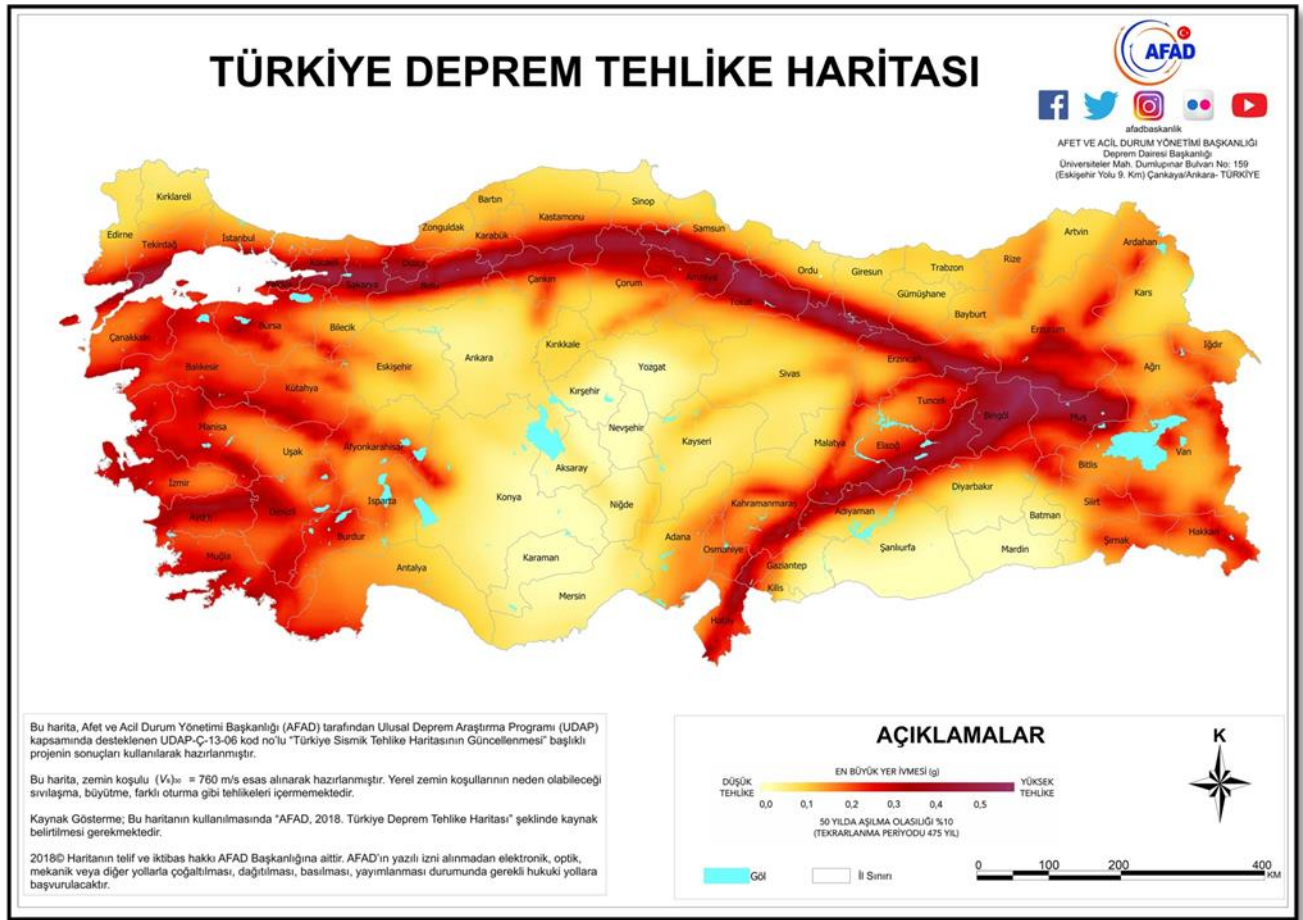 TÜRKİYE DEPREM TEHLİKE HARİTASI
AFAD
afadbaskanlik
AFET VE ACİL DURUM YÖNETİMİ BAŞKANLIĞI
Deprem Dairesi Başkanlığı
Üniversiteler Mah. Dumlupınar Bulvarı No: 159
(Eskişehir Yolu 9. Km) Çankaya/Ankara- TÜRKİYE
Kırklareli
Edirne
Tekirdağ
İstanbul
Kocaeli
Yalova
Sakarya
Düzce
Bolu
Zonguldak
Bartın
Karabük
Kastamonu
Sinop
Samsun
Çankırı
Çorum
Amasya
Tokat
Ordu
Giresun
Trabzon
Gümüşhane
Bayburt
Rize
Artvin
Ardahan
Kars
Erzurum
Iğdır
Ağrı
Çanakkale
Balıkesir
Bursa
Bilecik
Eskişehir
Kütahya
Ankara
Kırıkkale
Kırşehir
Yozgat
Sivas
Erzincan
Tunceli
Bingöl
Muş
Manisa
Uşak
Afyonkarahisar
Nevşehir
Kayseri
Malatya
Elazığ
Bitlis
Van
İzmir
Aydın
Denizli
Isparta
Burdur
Konya
Aksaray
Niğde
Kahramanmaraş
Adıyaman
Diyarbakır
Batman
Siirt
Şırnak
Hakkari
Muğla
Antalya
Karaman
Mersin
Adana
Osmaniye
Gaziantep
Kilis
Hatay
Şanlıurfa
Mardin
Bu harita, Afet ve Acil Durum Yönetimi Başkanlığı (AFAD) tarafından Ulusal Deprem Araştırma Programı (UDAP)
kapsamında desteklenen UDAP-Ç-13-06 kod no'lu "Türkiye Sismik Tehlike Haritasının Güncellenmesi" başlıklı
projenin sonuçları kullanılarak hazırlanmıştır.
Bu harita, zemin koşulu (Vs)30 = 760 m/s esas alınarak hazırlanmıştır. Yerel zemin koşullarının neden olabileceği
sıvılaşma, büyütme, farklı oturma gibi tehlikeleri içermemektedir.
Kaynak Gösterme; Bu haritanın kullanılmasında "AFAD, 2018. Türkiye Deprem Tehlike Haritası" şeklinde kaynak
belirtilmesi gerekmektedir.
2018© Haritanın telif ve iktibas hakkı AFAD Başkanlığına aittir. AFAD'ın yazılı izni alınmadan elektronik, optik,
mekanik veya diğer yollarla çoğaltılması, dağıtılması, basılması, yayımlanması durumunda gerekli hukuki yollara
başvurulacaktır.
AÇIKLAMALAR
EN BÜYÜK YER İVMESİ (g)
DÜŞÜK
TEHLİKE
YÜKSEK
TEHLİKE
0,0 0,1 0,2 0,3 0,4 0,5
50 YILDA AŞILMA OLASILIĞI %10
(TEKRARLANMA PERİYODU 475 YIL)
Göl
İl Sınırı
K
0 100 200 400
KM